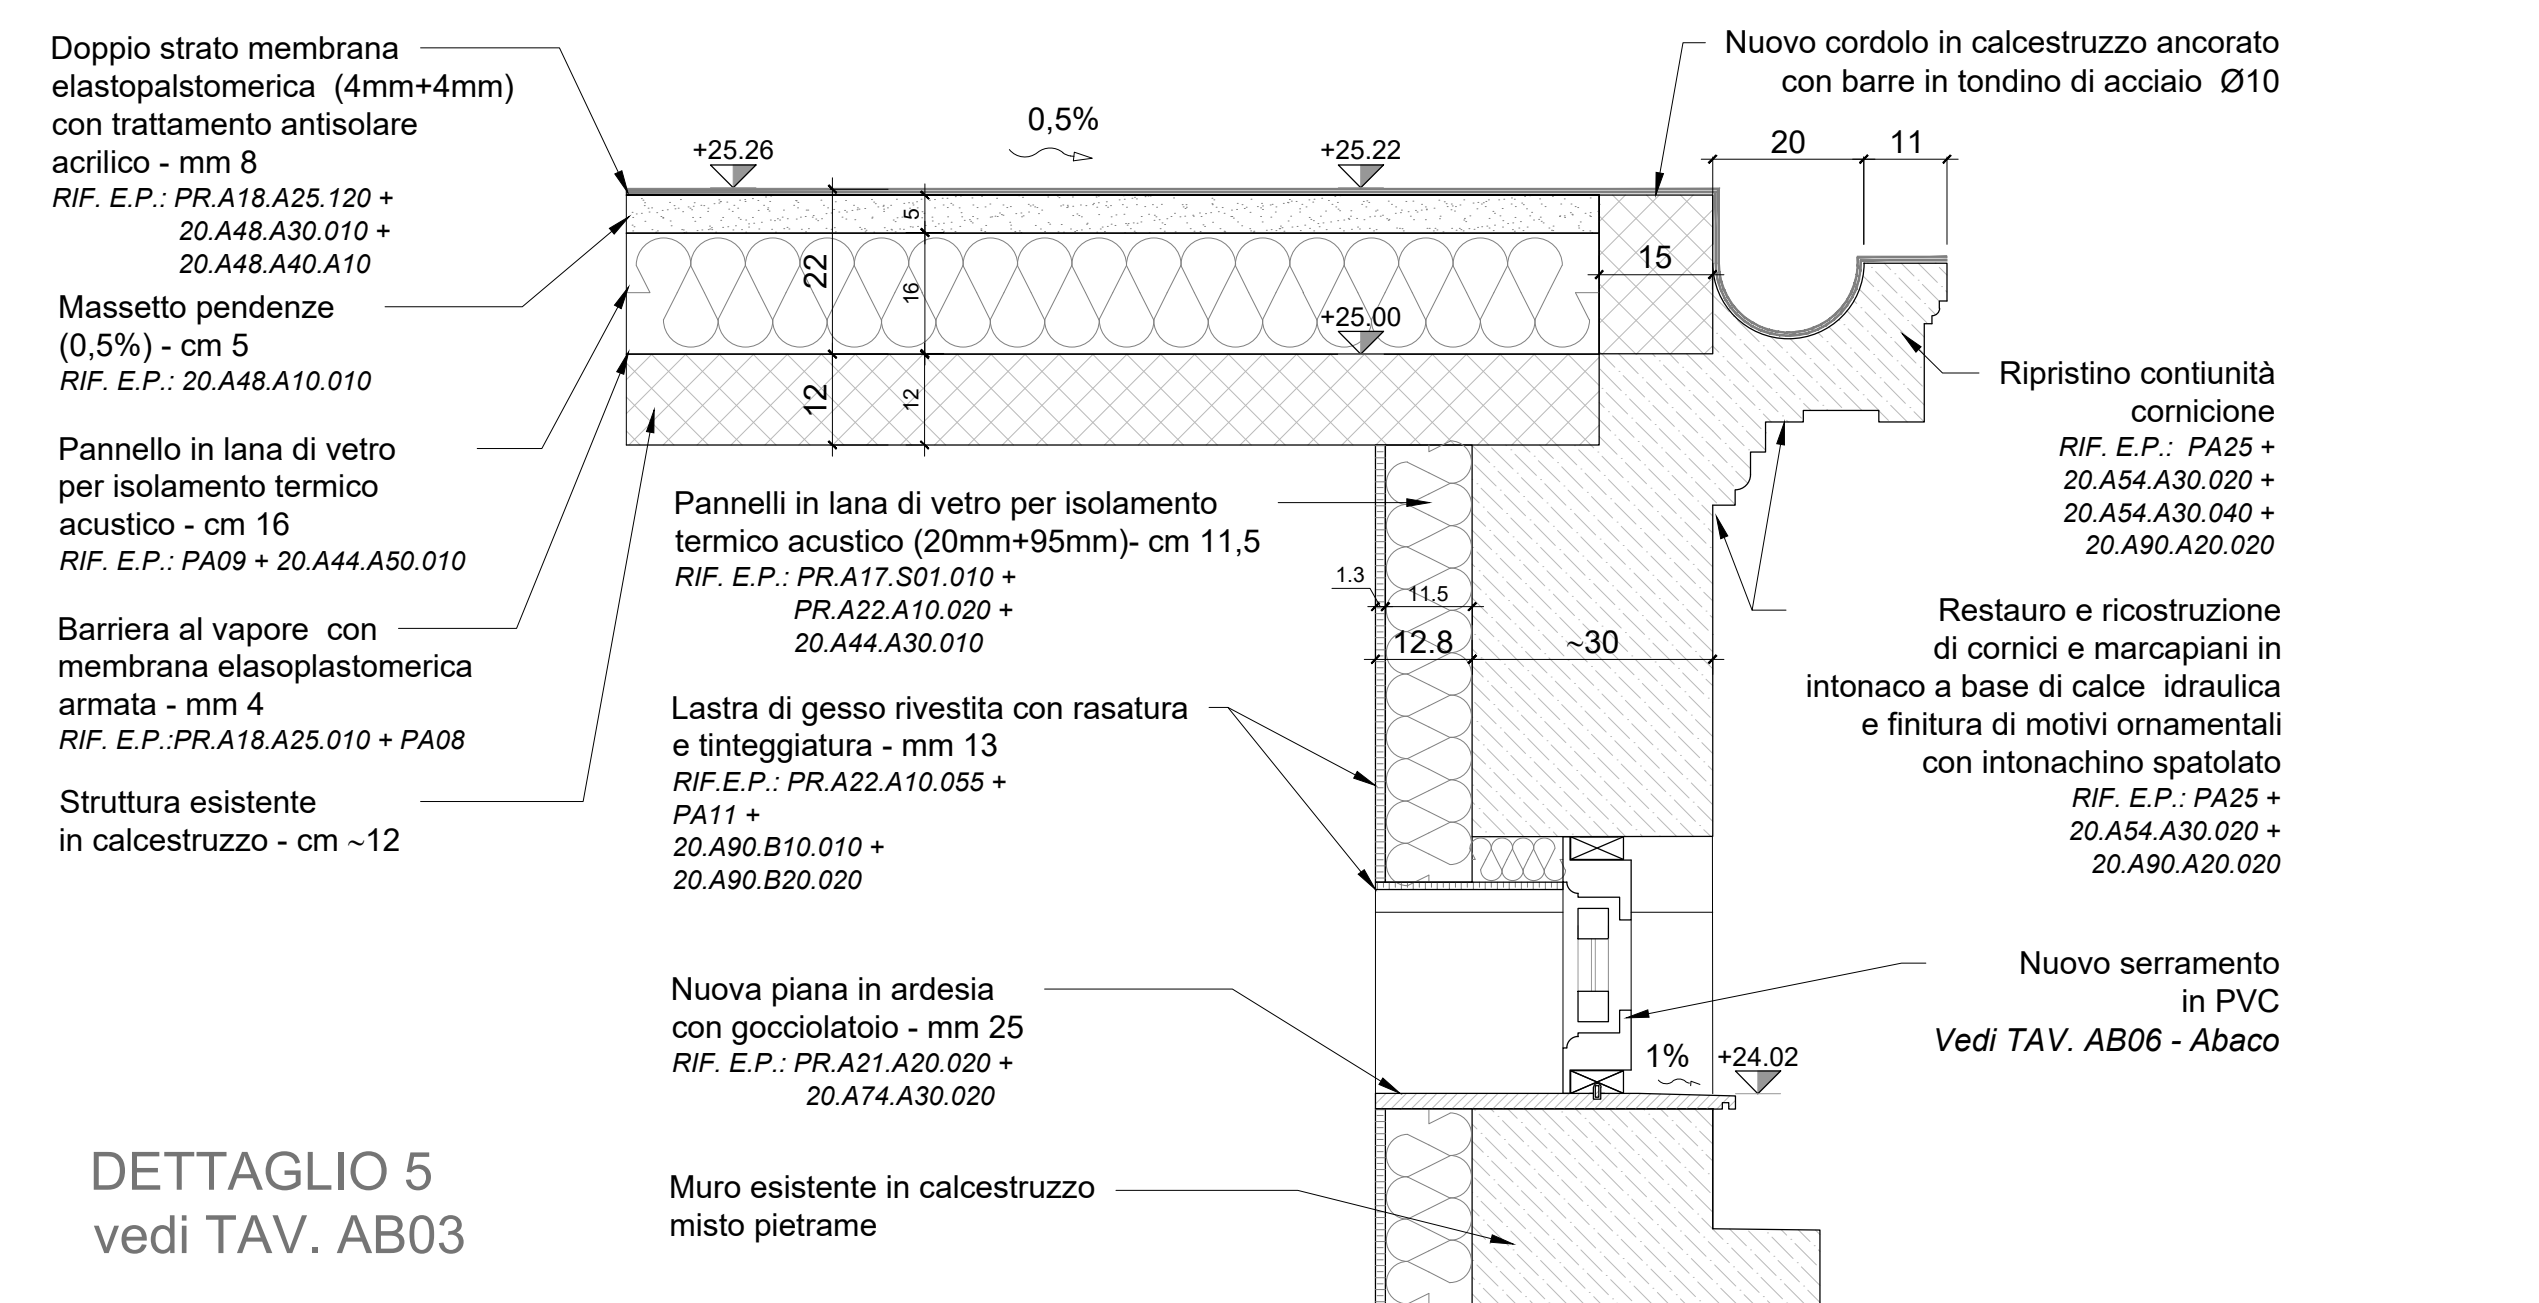 Doppio strato membrana
elastopalstomerica  (4mm+4mm)
con trattamento antisolare
acrilico - mm 8
RIF. E.P.: PR.A18.A25.120 +
20.A48.A30.010 +
20.A48.A40.A10
Massetto pendenze
(0,5%) - cm 5
RIF. E.P.: 20.A48.A10.010
Pannello in lana di vetro
per isolamento termico
acustico - cm 16
RIF. E.P.: PA09 + 20.A44.A50.010
Barriera al vapore  con
membrana elasoplastomerica
armata - mm 4
RIF. E.P.:PR.A18.A25.010 + PA08
Struttura esistente
in calcestruzzo - cm ~12
+25.26
0,5%
+25.22
5
22
16
+25.00
12
12
15
20
11
Nuovo cordolo in calcestruzzo ancorato
con barre in tondino di acciaio  Ø10
Ripristino contiunità
cornicione
RIF. E.P.:  PA25 +
20.A54.A30.020 +
20.A54.A30.040 +
20.A90.A20.020
Pannelli in lana di vetro per isolamento
termico acustico (20mm+95mm)- cm 11,5
RIF. E.P.: PR.A17.S01.010 +
PR.A22.A10.020 +
20.A44.A30.010
1.3
11.5
12.8
~30
Restauro e ricostruzione
di cornici e marcapiani in
intonaco a base di calce  idraulica
e finitura di motivi ornamentali
con intonachino spatolato
RIF. E.P.: PA25 +
20.A54.A30.020 +
20.A90.A20.020
Lastra di gesso rivestita con rasatura
e tinteggiatura - mm 13
RIF.E.P.: PR.A22.A10.055 +
PA11 +
20.A90.B10.010 +
20.A90.B20.020
Nuova piana in ardesia
con gocciolatoio - mm 25
RIF. E.P.: PR.A21.A20.020 +
20.A74.A30.020
Nuovo serramento
in PVC
Vedi TAV. AB06 - Abaco
1%
+24.02
Muro esistente in calcestruzzo
misto pietrame
DETTAGLIO 5
vedi TAV. AB03